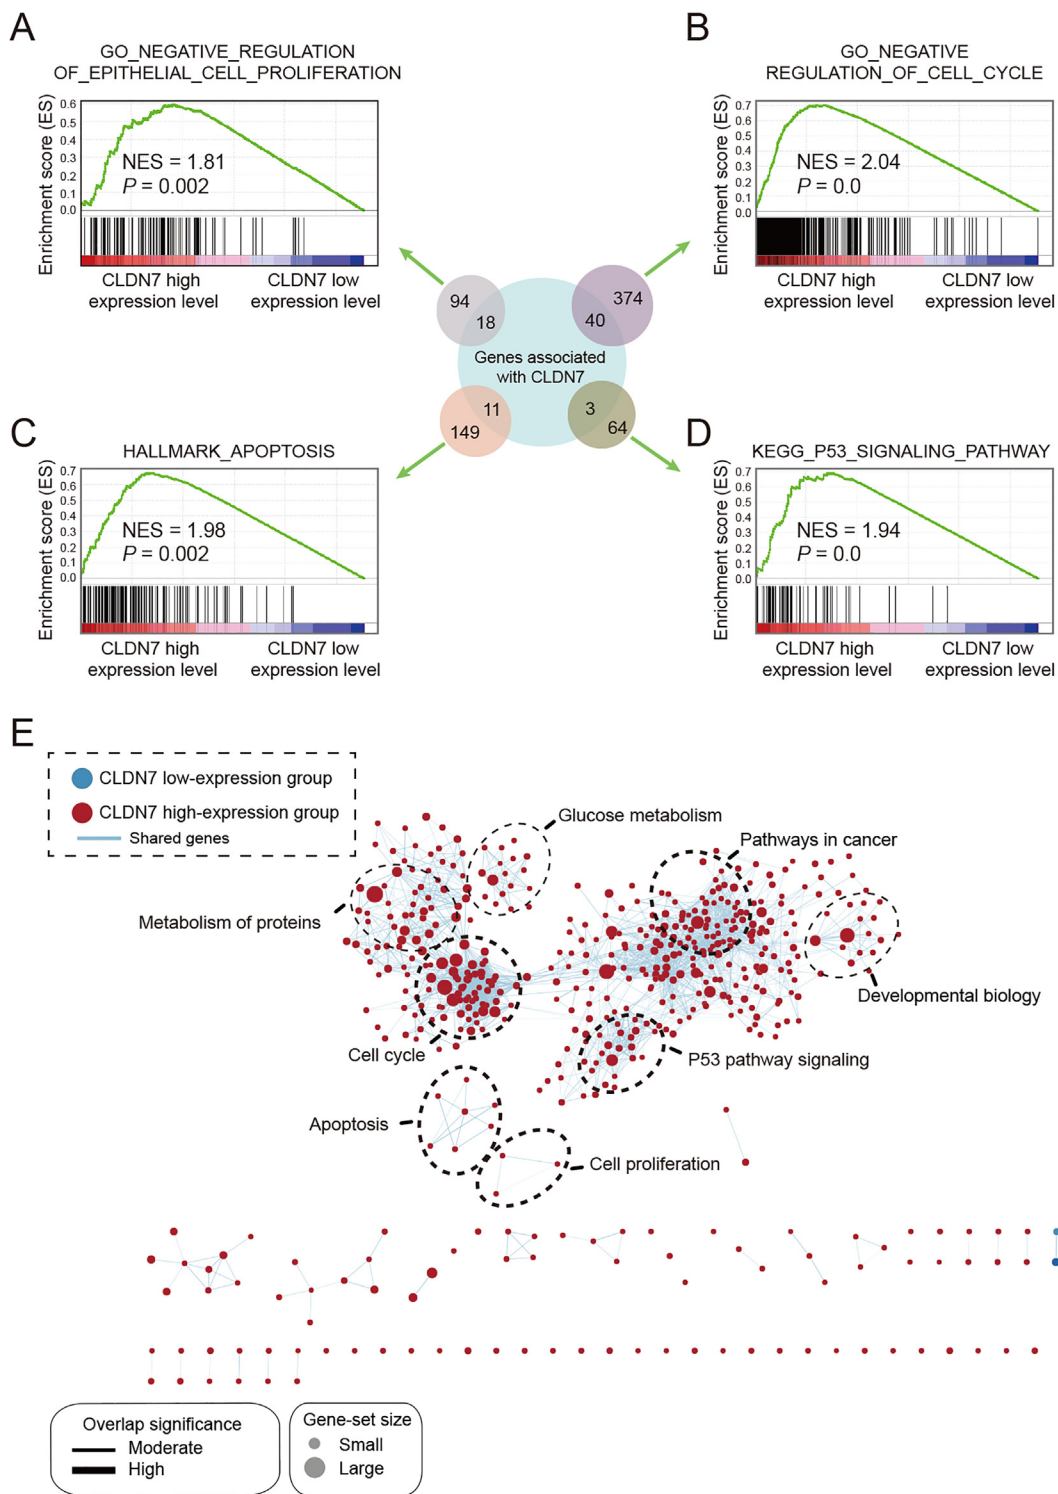 A
GO_NEGATIVE_REGULATION
OF_EPITHELIAL_CELL_PROLIFERATION
Enrichment score (ES)
0.6
0.5
0.4
0.3
0.2
0.1
0.0
NES = 1.81
P = 0.002
CLDN7 high
expression level
CLDN7 low
expression level
B
GO_NEGATIVE
REGULATION_OF_CELL_CYCLE
Enrichment score (ES)
0.7
0.6
0.5
0.4
0.3
0.2
0.1
0.0
NES = 2.04
P = 0.0
CLDN7 high
expression level
CLDN7 low
expression level
94
18
374
40
Genes associated
with CLDN7
11
149
3
64
C
HALLMARK_APOPTOSIS
Enrichment score (ES)
0.7
0.6
0.5
0.4
0.3
0.2
0.1
0.0
NES = 1.98
P = 0.002
CLDN7 high
expression level
CLDN7 low
expression level
D
KEGG_P53_SIGNALING_PATHWAY
Enrichment score (ES)
0.7
0.6
0.5
0.4
0.3
0.2
0.1
0.0
NES = 1.94
P = 0.0
CLDN7 high
expression level
CLDN7 low
expression level
E
CLDN7 low-expression group
CLDN7 high-expression group
Shared genes
Glucose metabolism
Pathways in cancer
Metabolism of proteins
Developmental biology
Cell cycle
P53 pathway signaling
Apoptosis
Cell proliferation
Overlap significance
Moderate
High
Gene-set size
Small
Large